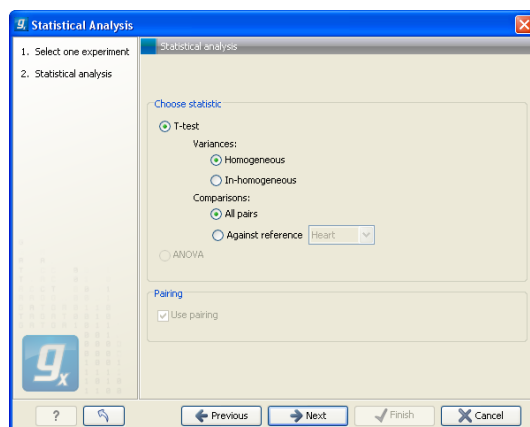 Statistical Analysis
1. Select one experiment
2. Statistical analysis
Statistical analysis
Choose statistic
T-test
Variances:
Homogeneous
In-homogeneous
Comparisons:
All pairs
Against reference Heart
ANOVA
Pairing
Use pairing
gx
? Previous Next Finish Cancel